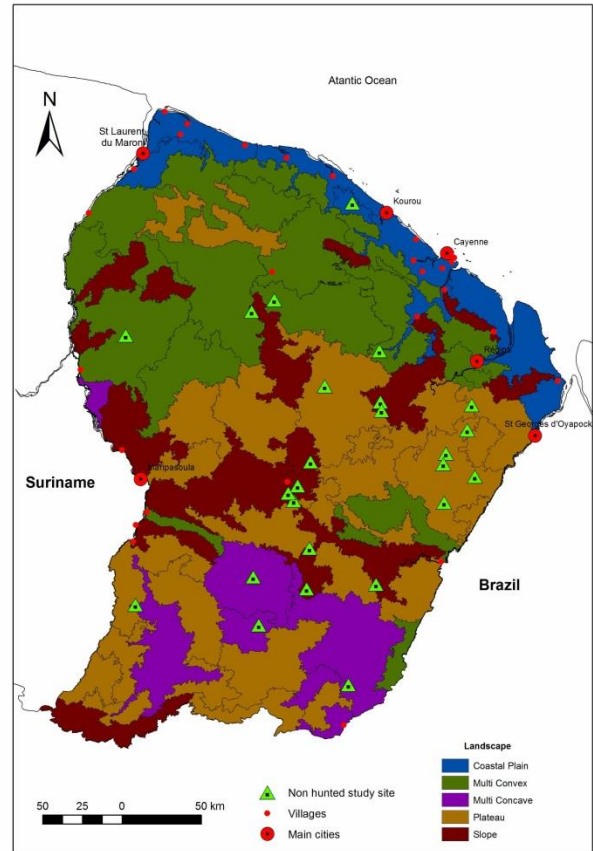 Atantic Ocean
N
St Laurent
du Maroni
Kourou
Cayenne
Régina
St Georges d'Oyapock
Maripasoula
Suriname
Brazil
50 25 0 50 km
Non hunted study site
Villages
Main cities
Landscape
Coastal Plain
Multi Convex
Multi Concave
Plateau
Slope